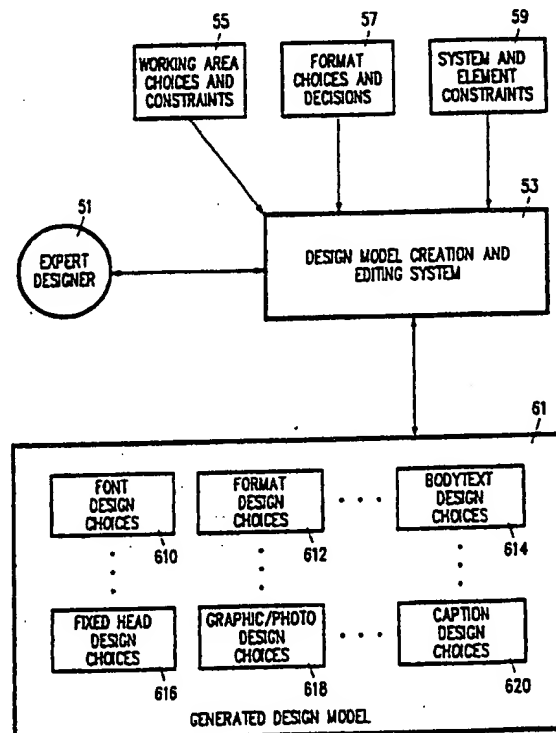 55
WORKING AREA
CHOICES AND
CONSTRAINTS
57
FORMAT
CHOICES AND
DECISIONS
59
SYSTEM AND
ELEMENT
CONSTRAINTS
51
EXPERT
DESIGNER
53
DESIGN MODEL CREATION AND
EDITING SYSTEM
61
FONT
DESIGN
CHOICES
610
FORMAT
DESIGN
CHOICES
612
BODYTEXT
DESIGN
CHOICES
614
FIXED HEAD
DESIGN
CHOICES
616
GRAPHIC/PHOTO
DESIGN
CHOICES
618
CAPTION
DESIGN
CHOICES
620
GENERATED DESIGN MODEL